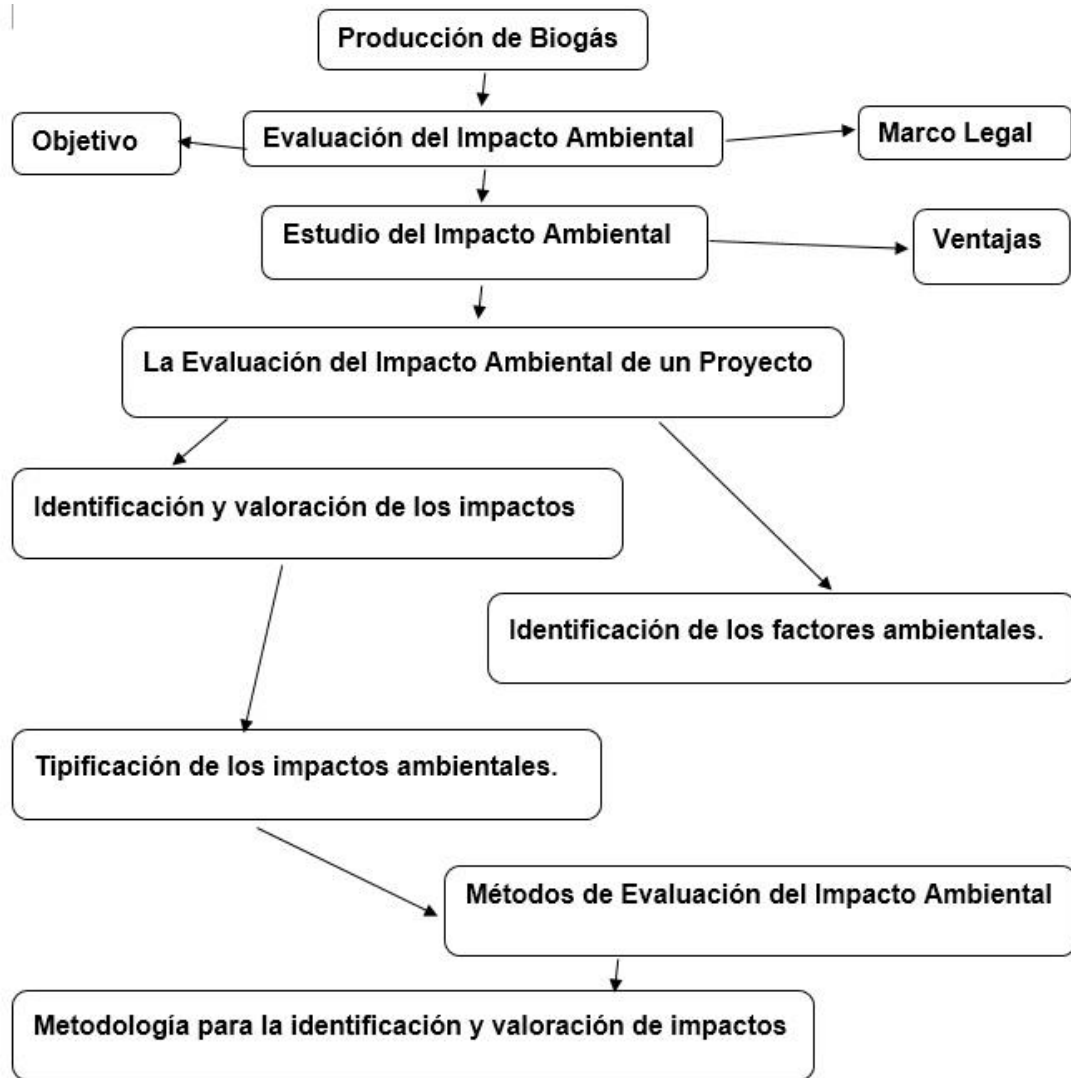 Producción de Biogás
Objetivo
Evaluación del Impacto Ambiental
Marco Legal
Estudio del Impacto Ambiental
Ventajas
La Evaluación del Impacto Ambiental de un Proyecto
Identificación y valoración de los impactos
Identificación de los factores ambientales.
Tipificación de los impactos ambientales.
Métodos de Evaluación del Impacto Ambiental
Metodología para la identificación y valoración de impactos